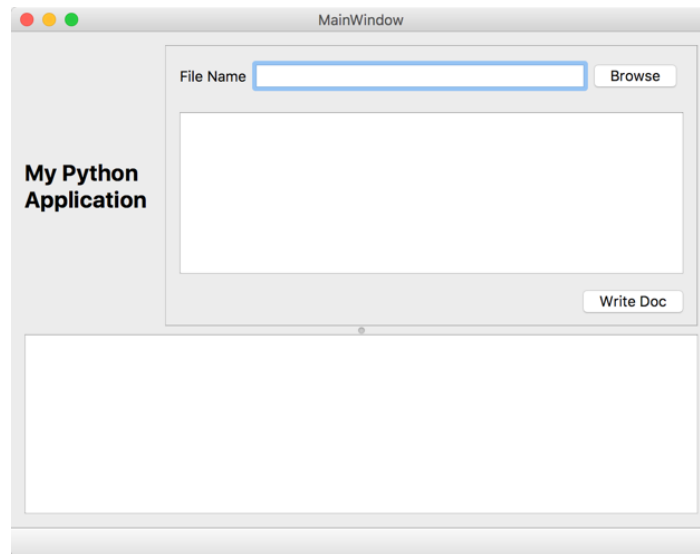 MainWindow
File Name
Browse
My Python
Application
Write Doc